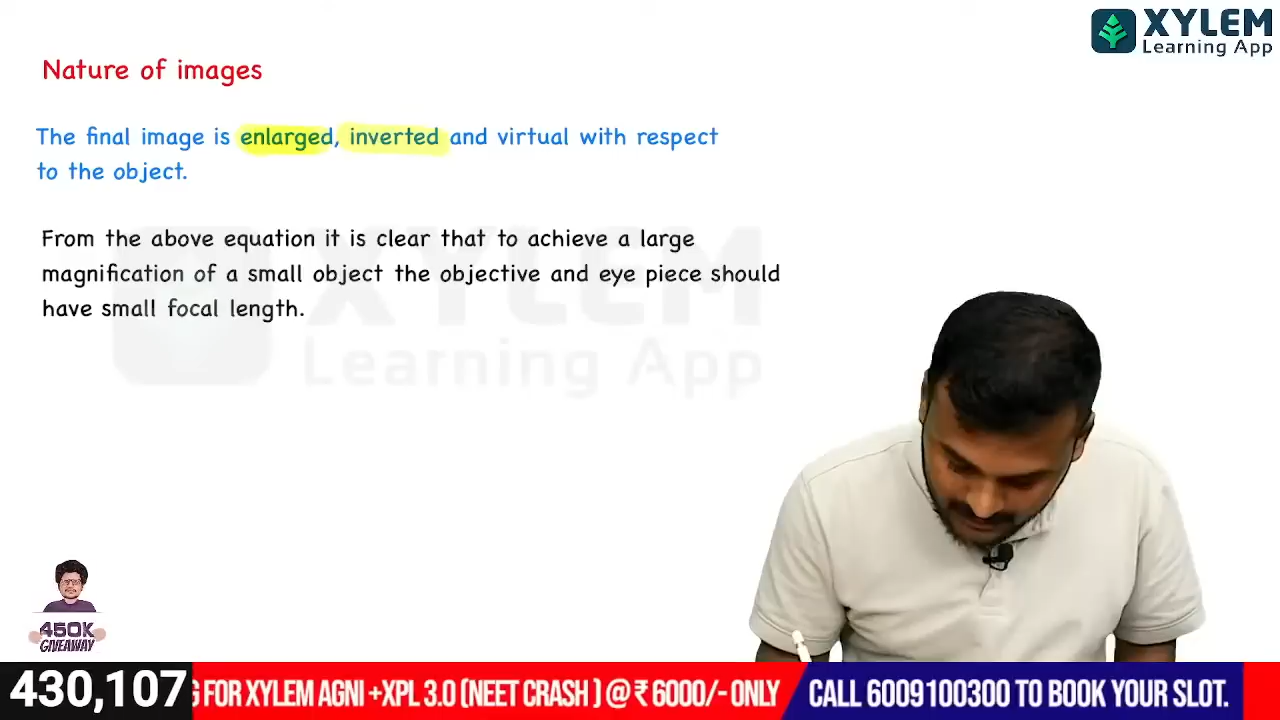 XYLEM
Learning App
Nature of images
The final image is enlarged, inverted and virtual with respect
to the object.
From the above equation it is clear that to achieve a large
magnification of a small object the objective and eye piece should
have small focal length.
XYLEM
Learning App
450K
GIVEAWAY
430,107
G FOR XYLEM AGNI +XPL 3.0 (NEET CRASH ) @ ₹ 6000/- ONLY
CALL 6009100300 TO BOOK YOUR SLOT.